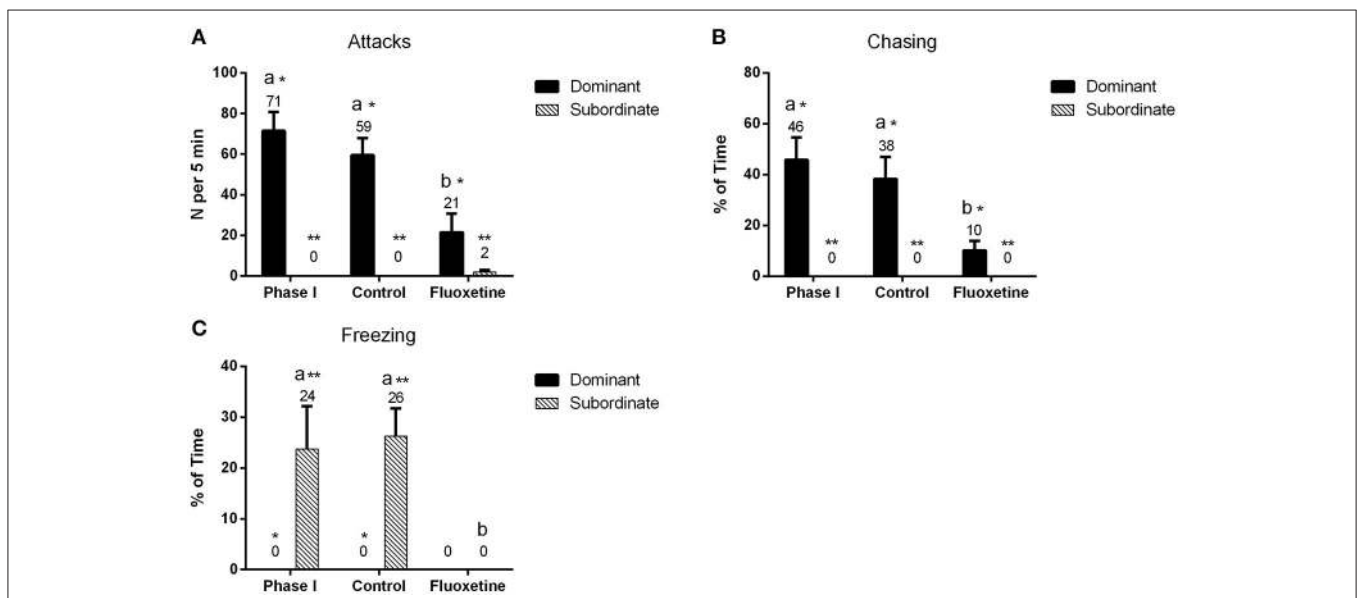 A
Attacks
100
80
60
40
20
0
N per 5 min
a *
71
**
0
a *
59
**
0
b *
21
**
2
Phase I Control Fluoxetine
Dominant
Subordinate
B
Chasing
80
60
40
20
0
% of Time
a *
46
**
0
a *
38
**
0
b *
10
**
0
Phase I Control Fluoxetine
Dominant
Subordinate
C
Freezing
40
30
20
10
0
% of Time
*
0
a **
24
*
0
a **
26
0
b
0
Phase I Control Fluoxetine
Dominant
Subordinate